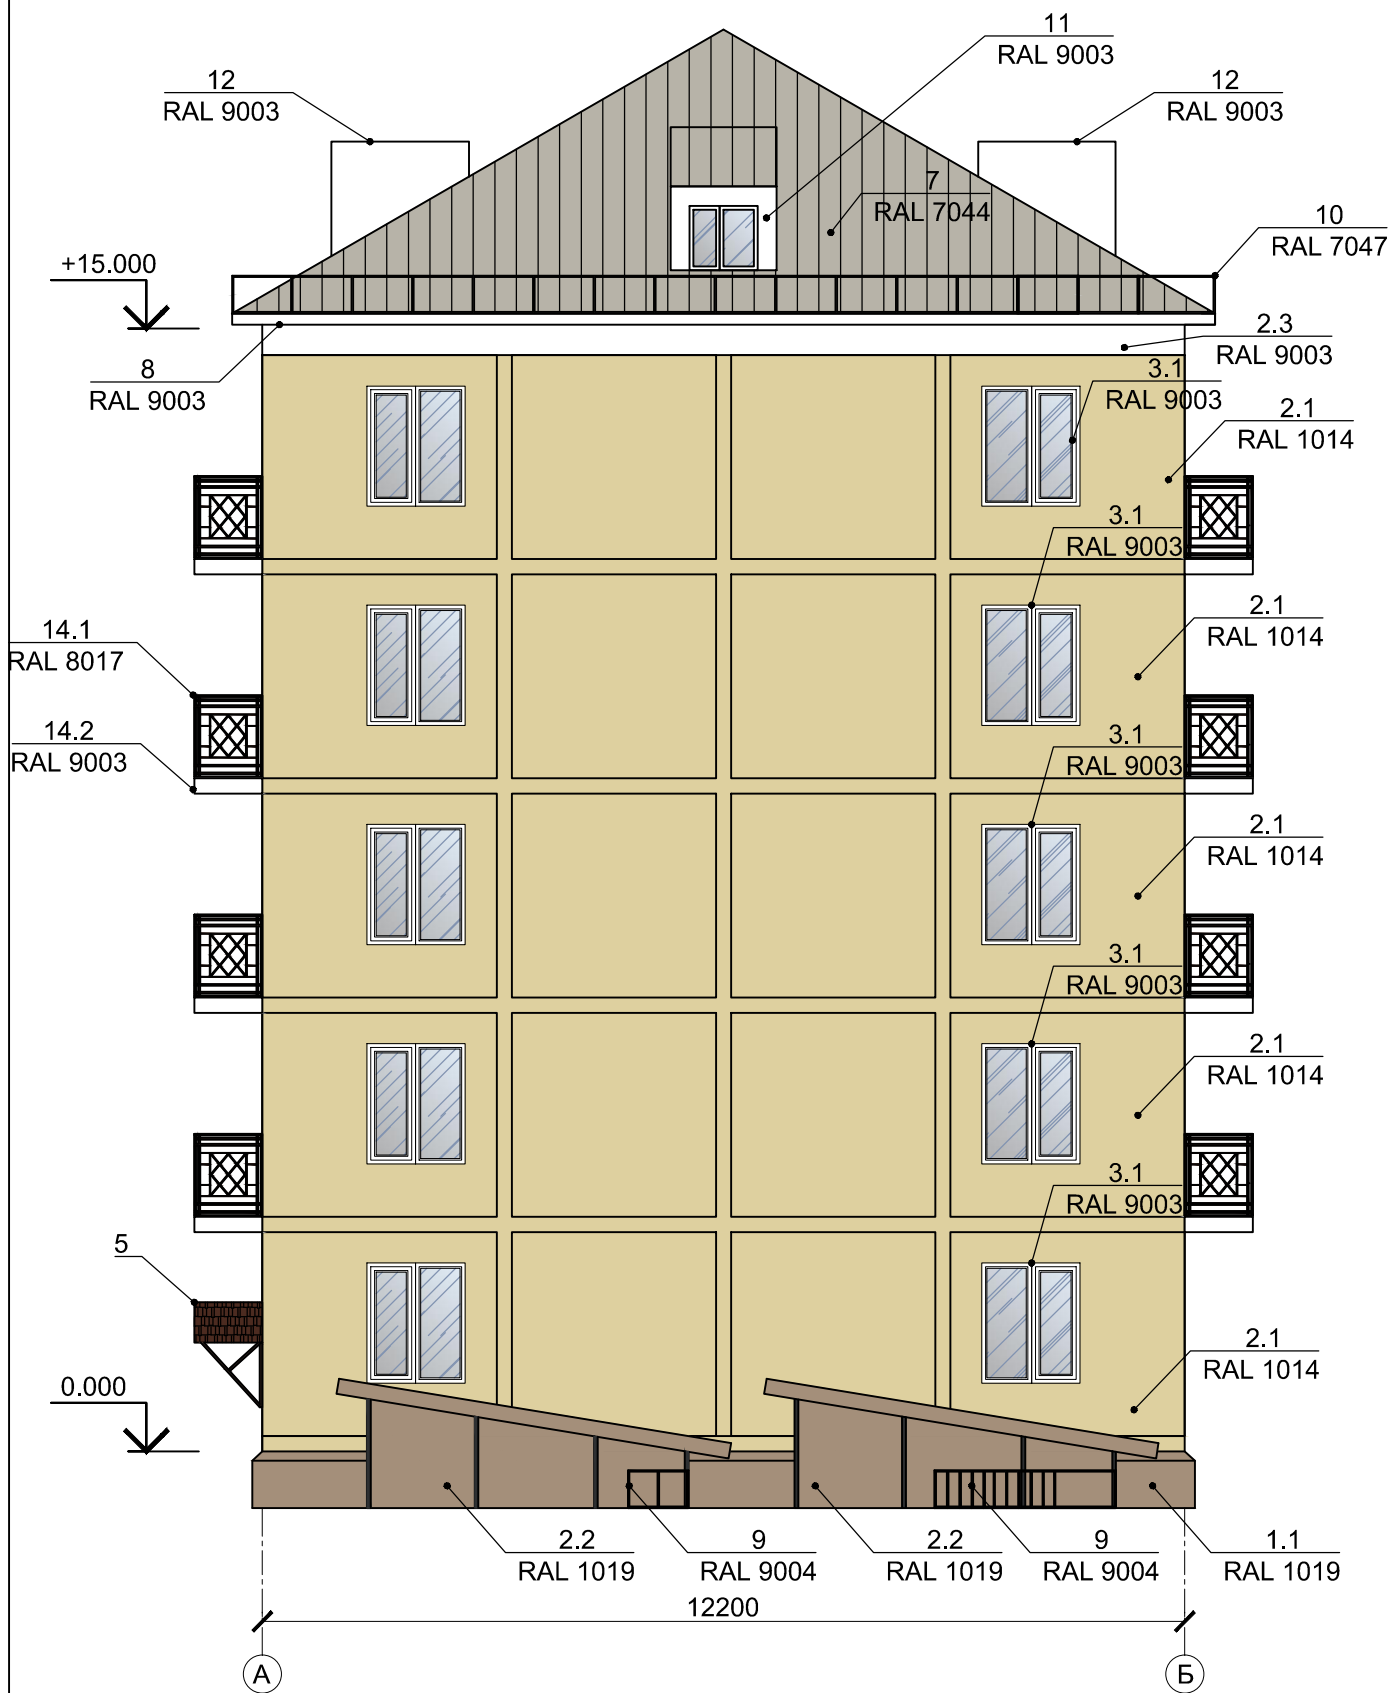 11
RAL 9003
12
RAL 9003
12
RAL 9003
7
RAL 7044
10
RAL 7047
+15.000
2.3
RAL 9003
8
RAL 9003
3.1
RAL 9003
2.1
RAL 1014
3.1
RAL 9003
2.1
RAL 1014
14.1
RAL 8017
14.2
RAL 9003
3.1
RAL 9003
2.1
RAL 1014
3.1
RAL 9003
2.1
RAL 1014
3.1
RAL 9003
5
2.1
RAL 1014
0.000
2.2
RAL 1019
9
RAL 9004
2.2
RAL 1019
9
RAL 9004
1.1
RAL 1019
12200
А
Б